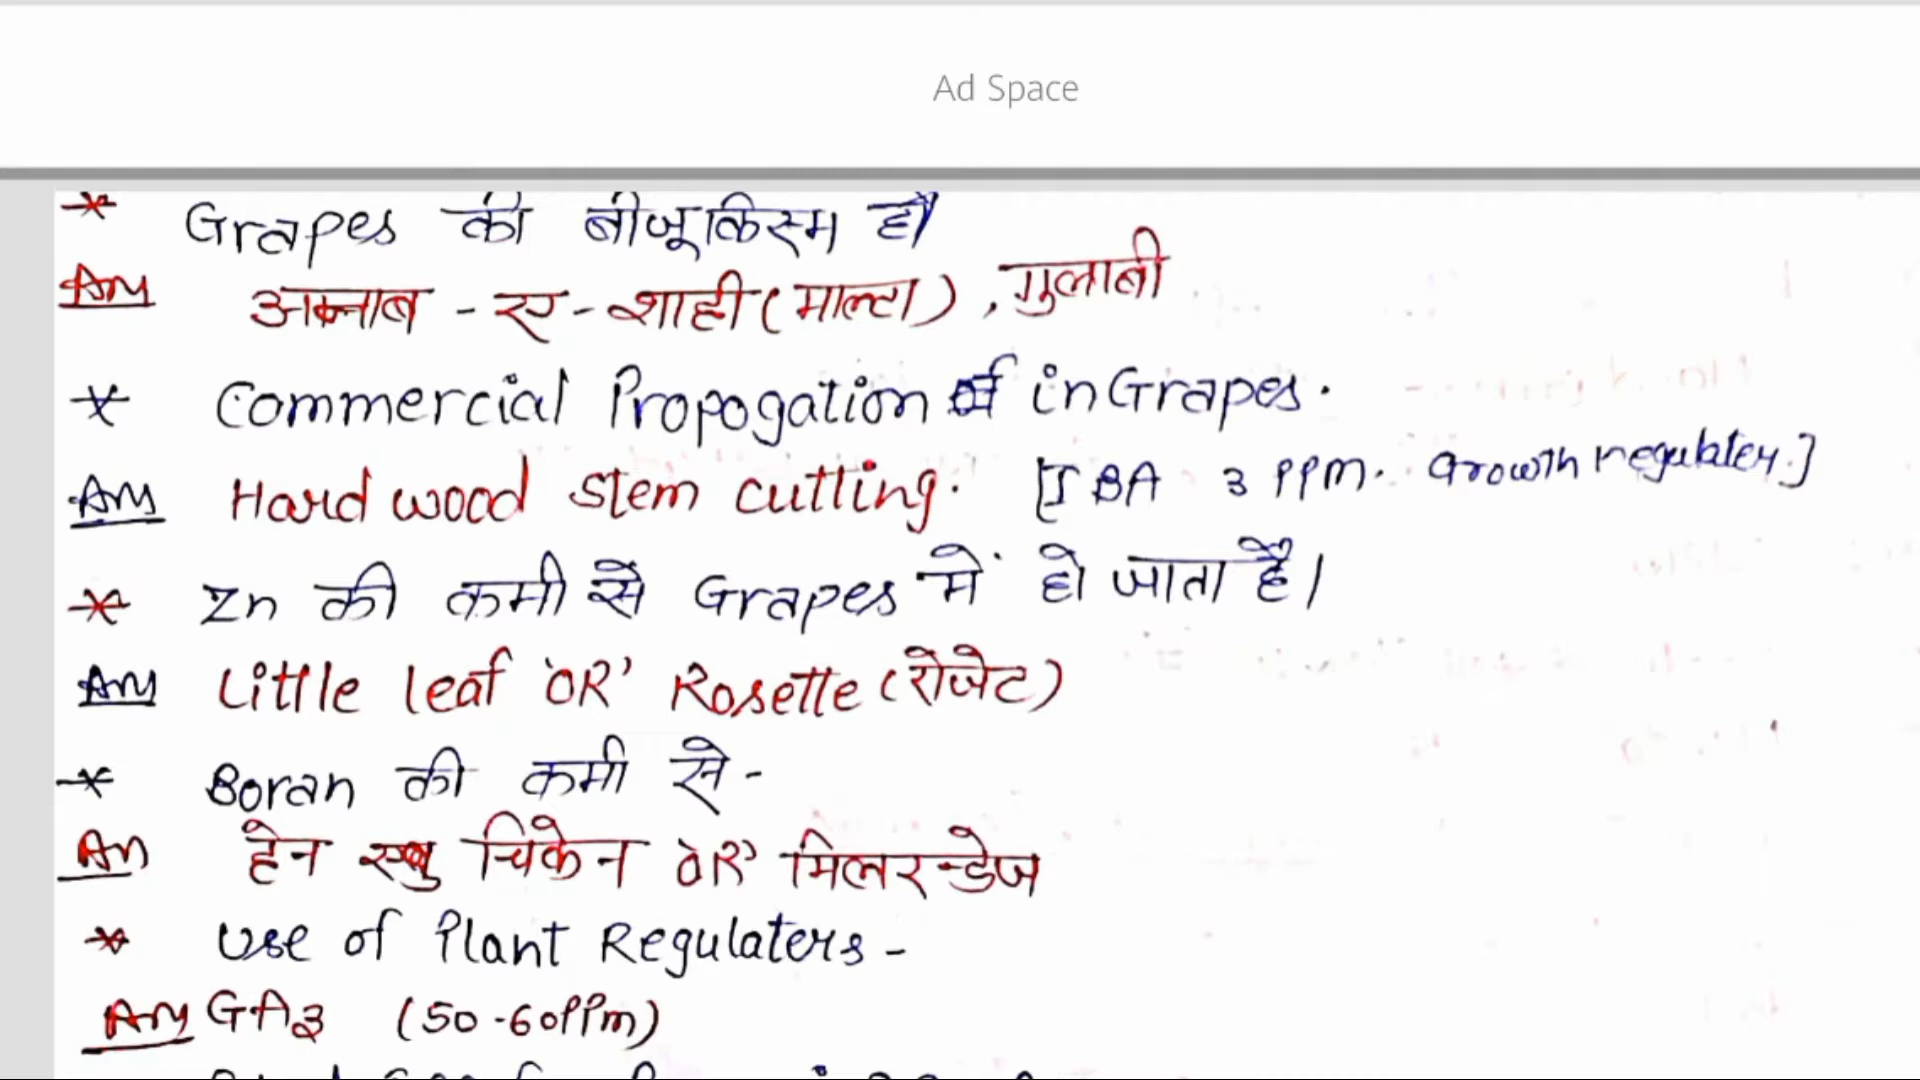 Ad Space
* Grapes की बीजू किस्म है
Ans अनाब - ए - शाही (माल्टा), गुलाबी
* Commercial Propogation of in Grapes.
Ans Hard wood stem cutting. [IBA 3 PPM. Growth regulater.]
* Zn की कमी से Grapes में हो जाता है।
Ans Little leaf 'OR' Rosette (रोजेट)
* Boran की कमी से -
Ans हेन एण्ड चिकेन 'OR' मिलरन्डेज
* Use of Plant Regulaters -
Ans GA3 (50-60PPm)